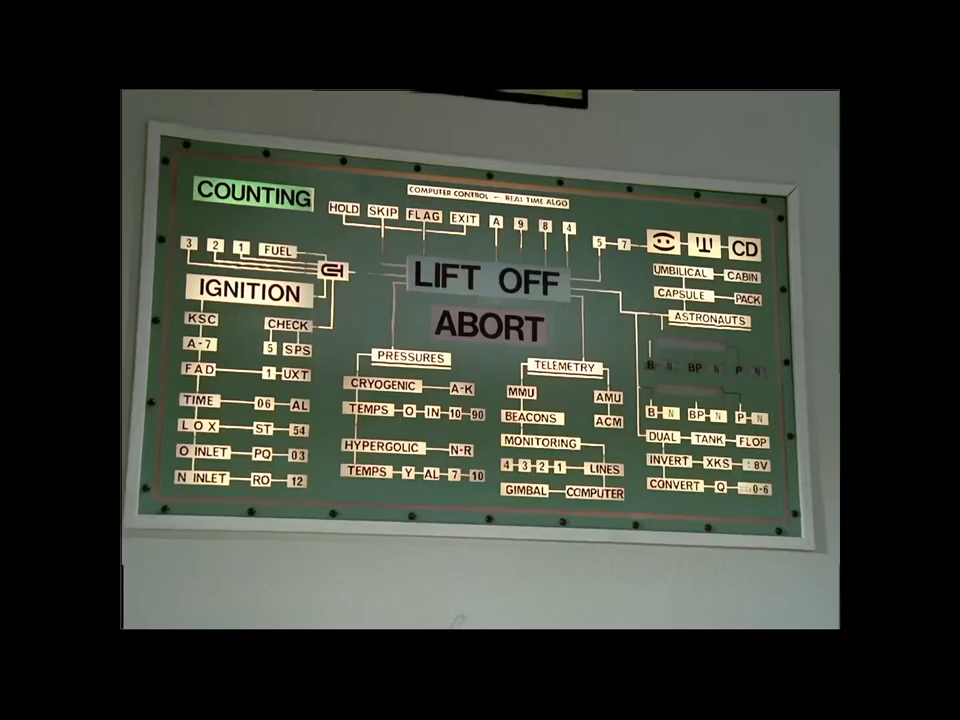 COMPUTER CONTROL - REAL TIME ALGO
COUNTING
HOLD SKIP FLAG EXIT A 9 8 4
3 2 1 FUEL
5 7 CD
LIFT OFF
UMBILICAL CABIN
IGNITION
CAPSULE PACK
ABORT
ASTRONAUTS
KSC CHECK
A-7 5 SPS
PRESSURES
TELEMETRY
B N BP N P N
FAD 1 UXT
CRYOGENIC A-K
MMU AMU
TIME 06 AL
TEMPS O IN 10 90
BEACONS ACM
B N BP N P N
LOX ST 54
HYPERGOLIC N-R
MONITORING
DUAL TANK FLOP
O INLET PQ 03
TEMPS Y AL 7 10
4 3 2 1 LINES
INVERT XKS 8V
N INLET RO 12
GIMBAL COMPUTER
CONVERT Q 0-6